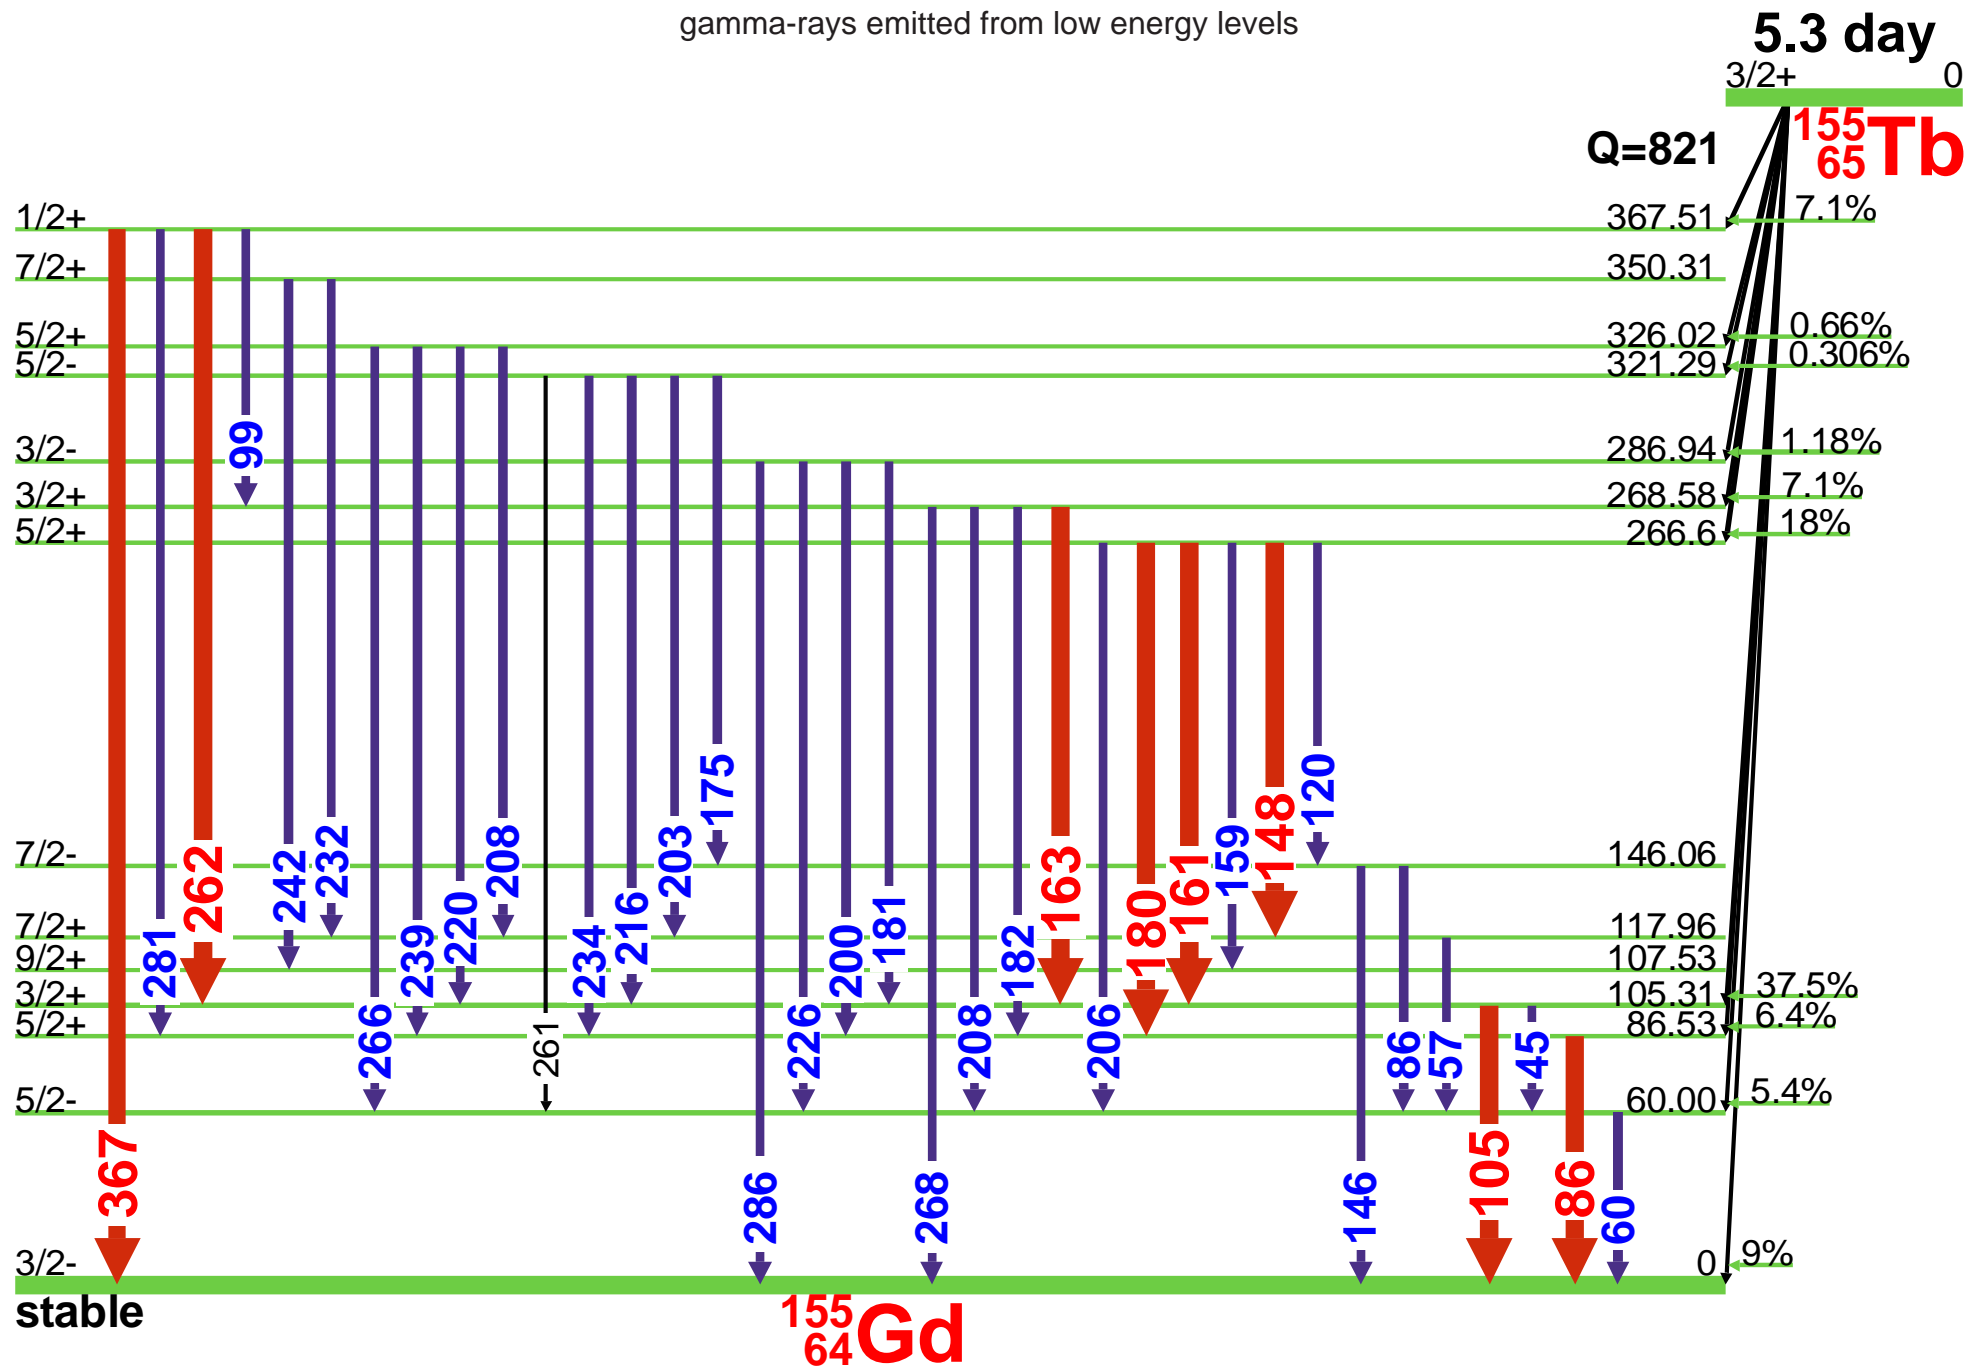 gamma-rays emitted from low energy levels
5.3 day
3/2+ 0
155
65Tb
Q=821
1/2+ 367.51 7.1%
7/2+ 350.31
5/2+ 326.02 0.66%
5/2- 321.29 0.306%
3/2- 286.94 1.18%
3/2+ 268.58 7.1%
5/2+ 266.6 18%
7/2- 146.06
7/2+ 117.96
9/2+ 107.53
3/2+ 105.31 37.5%
5/2+ 86.53 6.4%
5/2- 60.00 5.4%
3/2- 0 9%
367
281
262
99
242
232
266
239
220
208
261
234
216
203
175
286
226
200
181
268
208
182
163
206
180
161
159
148
120
146
86
57
105
45
86
60
stable
155
64Gd